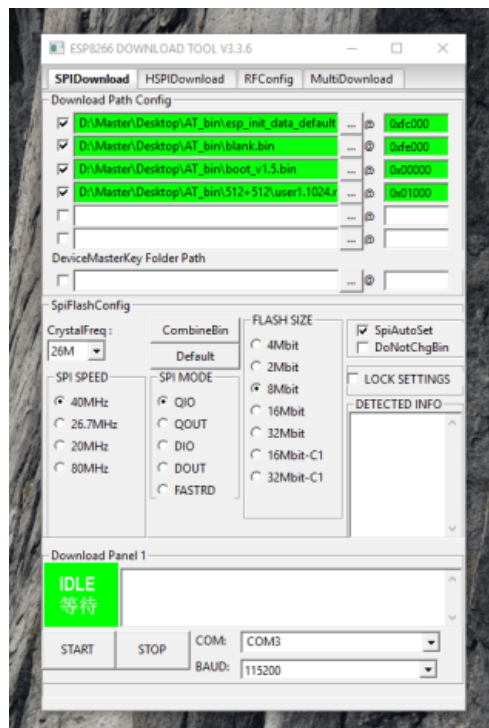 ESP8266 DOWNLOAD TOOL V3.3.6
SPIDownload HSPIDownload RFConfig MultiDownload
Download Path Config
D:\Master\Desktop\AT_bin\esp_init_data_default ... @ 0xfc000
D:\Master\Desktop\AT_bin\blank.bin ... @ 0xfe000
D:\Master\Desktop\AT_bin\boot_v1.5.bin ... @ 0x00000
D:\Master\Desktop\AT_bin\512+512\user1.1024.r ... @ 0x01000
... @
... @
DeviceMasterKey Folder Path
... @
SpiFlashConfig
CrystalFreq :
26M
CombineBin
Default
SPI SPEED
40MHz
26.7MHz
20MHz
80MHz
SPI MODE
QIO
QOUT
DIO
DOUT
FASTRD
FLASH SIZE
4Mbit
2Mbit
8Mbit
16Mbit
32Mbit
16Mbit-C1
32Mbit-C1
SpiAutoSet
DoNotChgBin
LOCK SETTINGS
DETECTED INFO
Download Panel 1
IDLE
等待
START STOP
COM: COM3
BAUD: 115200